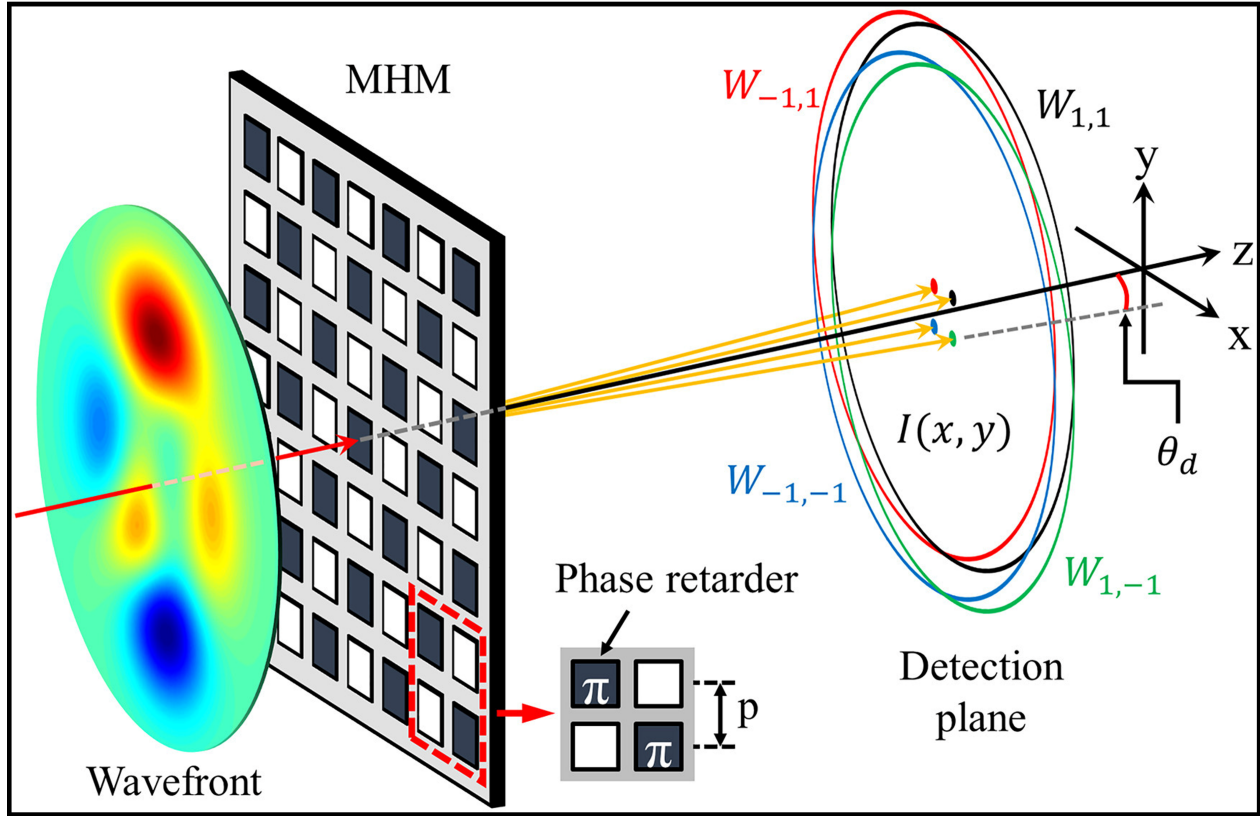 MHM
W₋₁,₁
W₁,₁
y
z
x
θd
I(x, y)
W₋₁,₋₁
W₁,₋₁
Phase retarder
π
π
p
Detection
plane
Wavefront